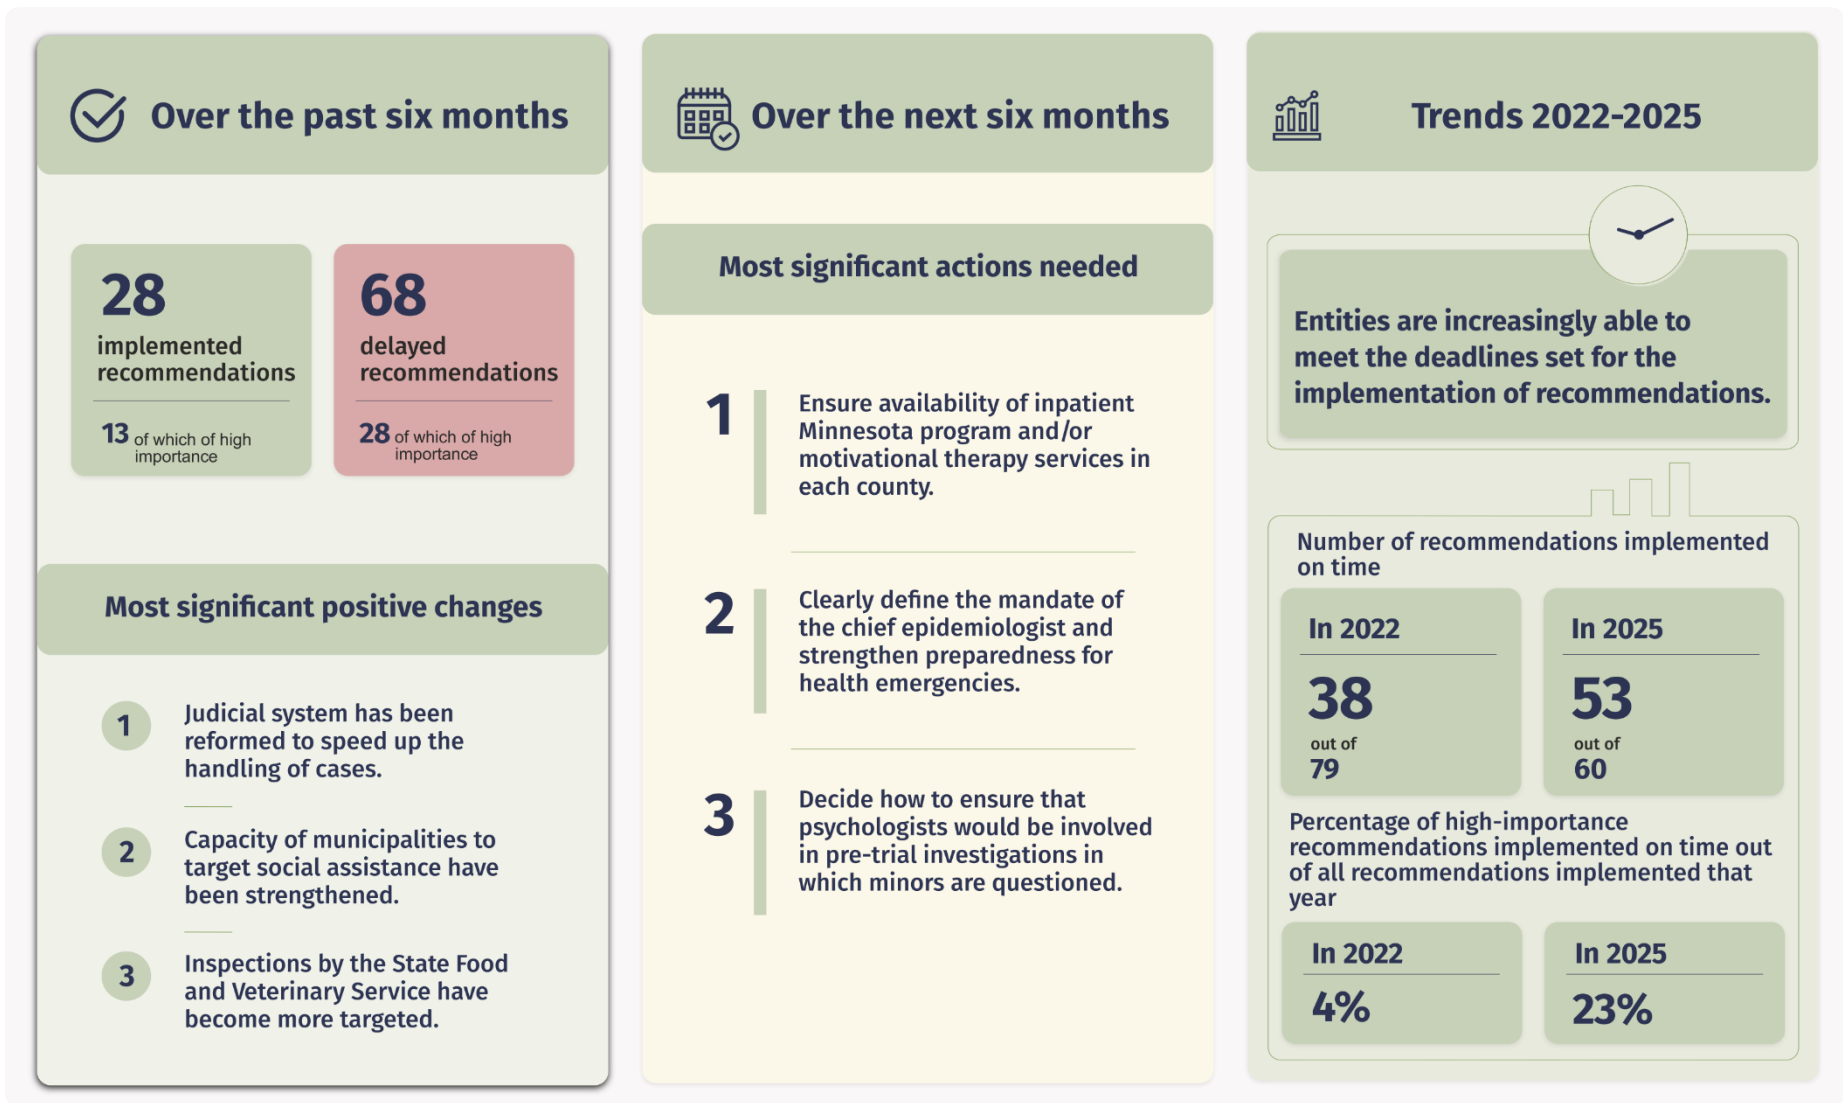 Over the past six months
28
implemented
recommendations
13 of which of high
importance
68
delayed
recommendations
28 of which of high
importance
Most significant positive changes
1
Judicial system has been
reformed to speed up the
handling of cases.
2
Capacity of municipalities to
target social assistance have
been strengthened.
3
Inspections by the State Food
and Veterinary Service have
become more targeted.
Over the next six months
Most significant actions needed
1
Ensure availability of inpatient
Minnesota program and/or
motivational therapy services in
each county.
2
Clearly define the mandate of
the chief epidemiologist and
strengthen preparedness for
health emergencies.
3
Decide how to ensure that
psychologists would be involved
in pre-trial investigations in
which minors are questioned.
Trends 2022-2025
Entities are increasingly able to
meet the deadlines set for the
implementation of recommendations.
Number of recommendations implemented
on time
In 2022
38
out of
79
In 2025
53
out of
60
Percentage of high-importance
recommendations implemented on time out
of all recommendations implemented that
year
In 2022
4%
In 2025
23%